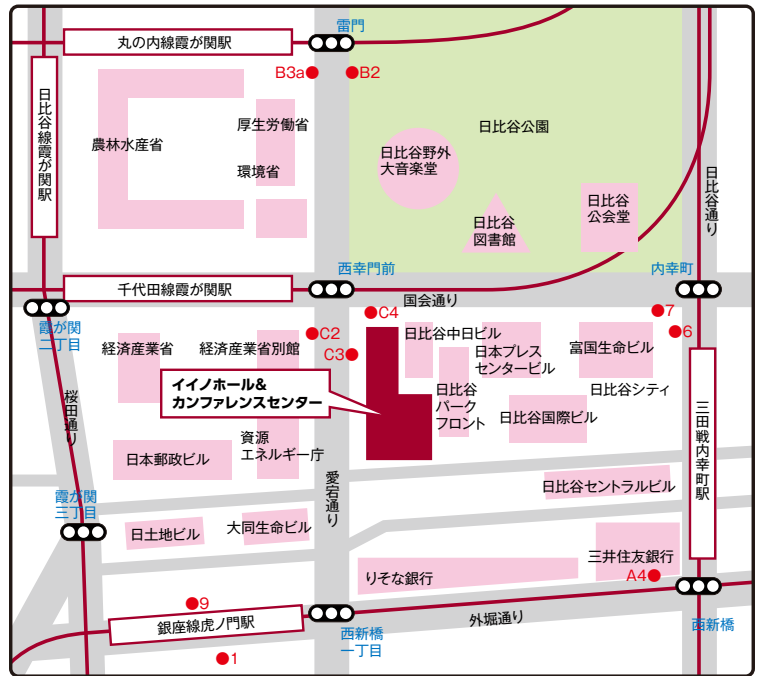 雷門
丸の内線霞が関駅
B3a
B2
日比谷線霞が関駅
厚生労働省
農林水産省
環境省
日比谷公園
日比谷野外
大音楽堂
日比谷
図書館
日比谷
公会堂
日比谷通り
西幸門前
内幸町
千代田線霞が関駅
国会通り
霞が関
二丁目
C4
7
C2
6
C3
経済産業省
経済産業省別館
日比谷中日ビル
日本プレス
センタービル
富国生命ビル
イイノホール&
カンファレンスセンター
日比谷
パーク
フロント
日比谷シティ
日比谷国際ビル
桜田通り
三田戦内幸町駅
日本郵政ビル
資源
エネルギー庁
愛宕通り
日比谷セントラルビル
霞が関
三丁目
日土地ビル
大同生命ビル
三井住友銀行
りそな銀行
A4
9
銀座線虎ノ門駅
西新橋
一丁目
外堀通り
西新橋
1